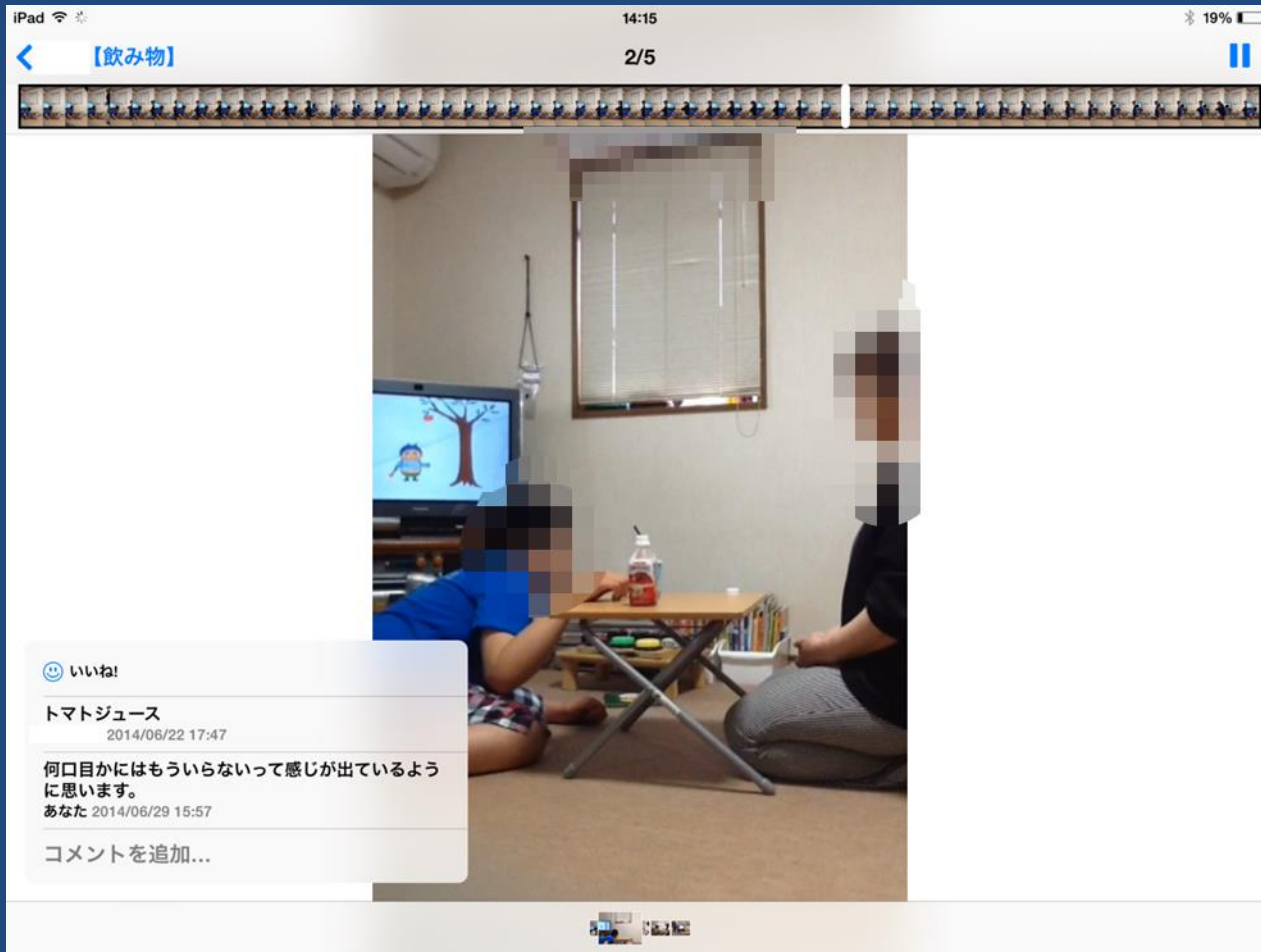 iPad
14:15
19%
【飲み物】
2/5
いいね!
トマトジュース
2014/06/22 17:47
何口目かにはもういらないって感じが出ているよう
に思います。
あなた 2014/06/29 15:57
コメントを追加...